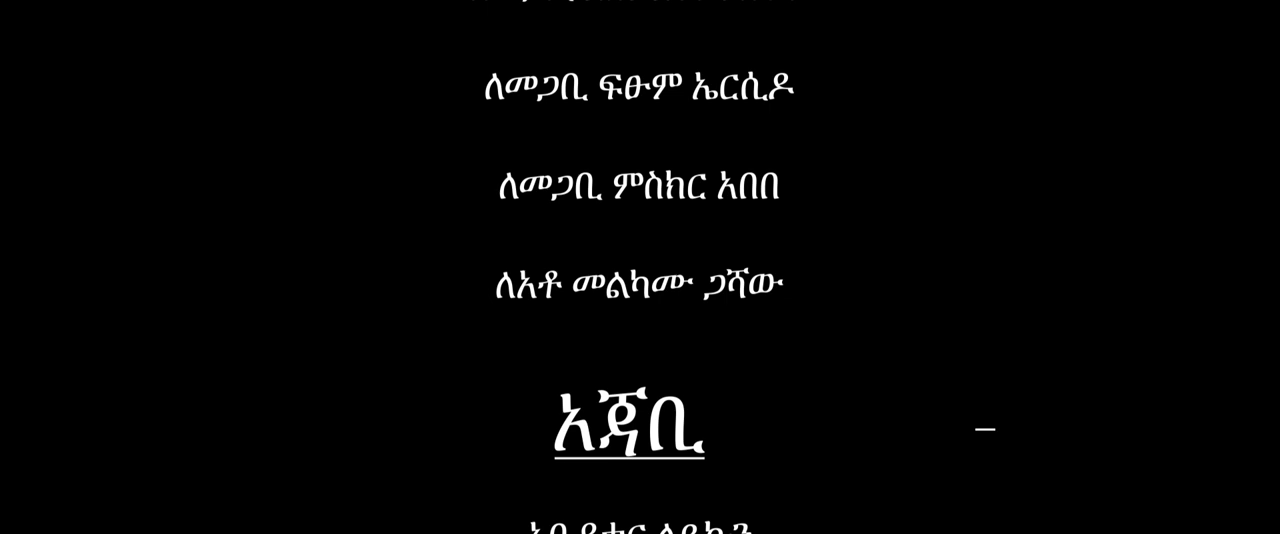 ለመጋቢ ፍፁም ኤርሲዶ
ለመጋቢ ምስክር አበበ
ለአቶ መልካሙ ጋሻው
አጃቢ
–